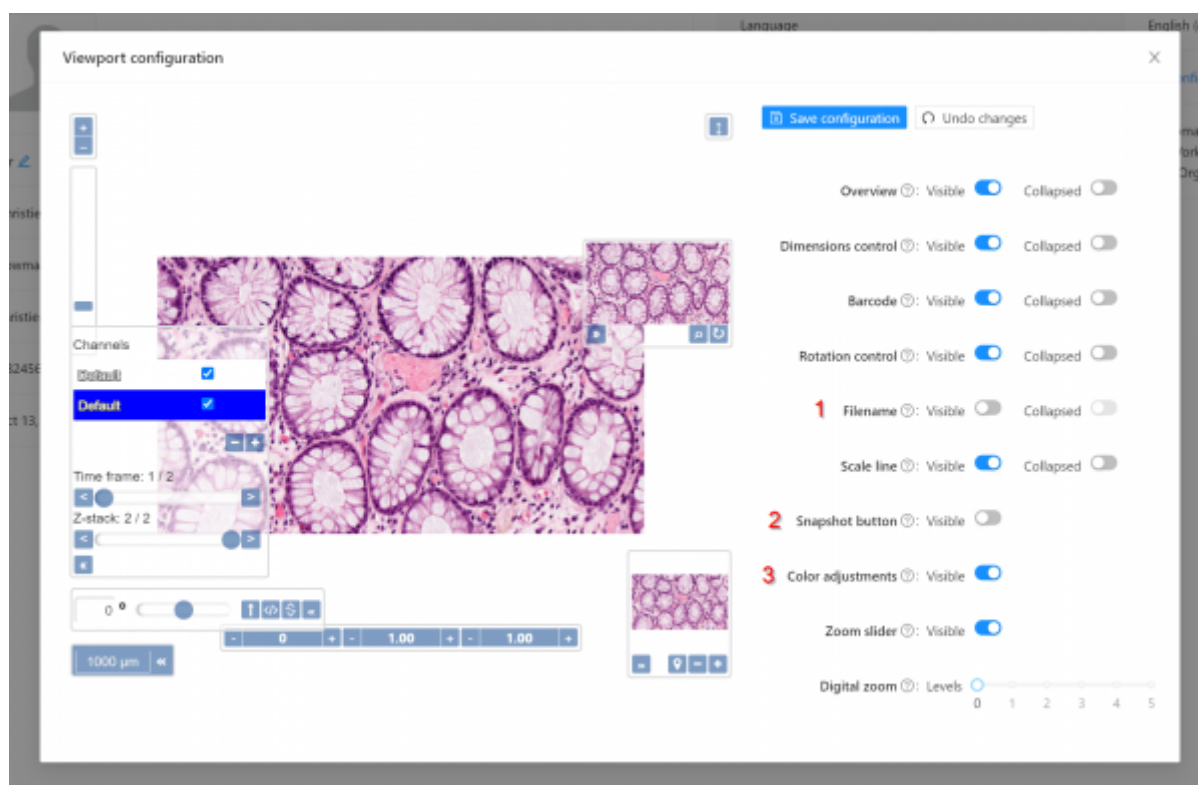 Language
English
Viewport configuration
Save configuration
Undo changes
Overview : Visible Collapsed
Dimensions control : Visible Collapsed
Barcode : Visible Collapsed
Rotation control : Visible Collapsed
1 Filename : Visible Collapsed
Scale line : Visible Collapsed
2 Snapshot button : Visible
3 Color adjustments : Visible
Zoom slider : Visible
Digital zoom : Levels
0 1 2 3 4 5
+
-
Channels
Default
Default
- +
Time frame: 1 / 2
< >
Z-stack: 2 / 2
< >
0 °
- 0 + - 1.00 + - 1.00 +
1000 µm «
- +